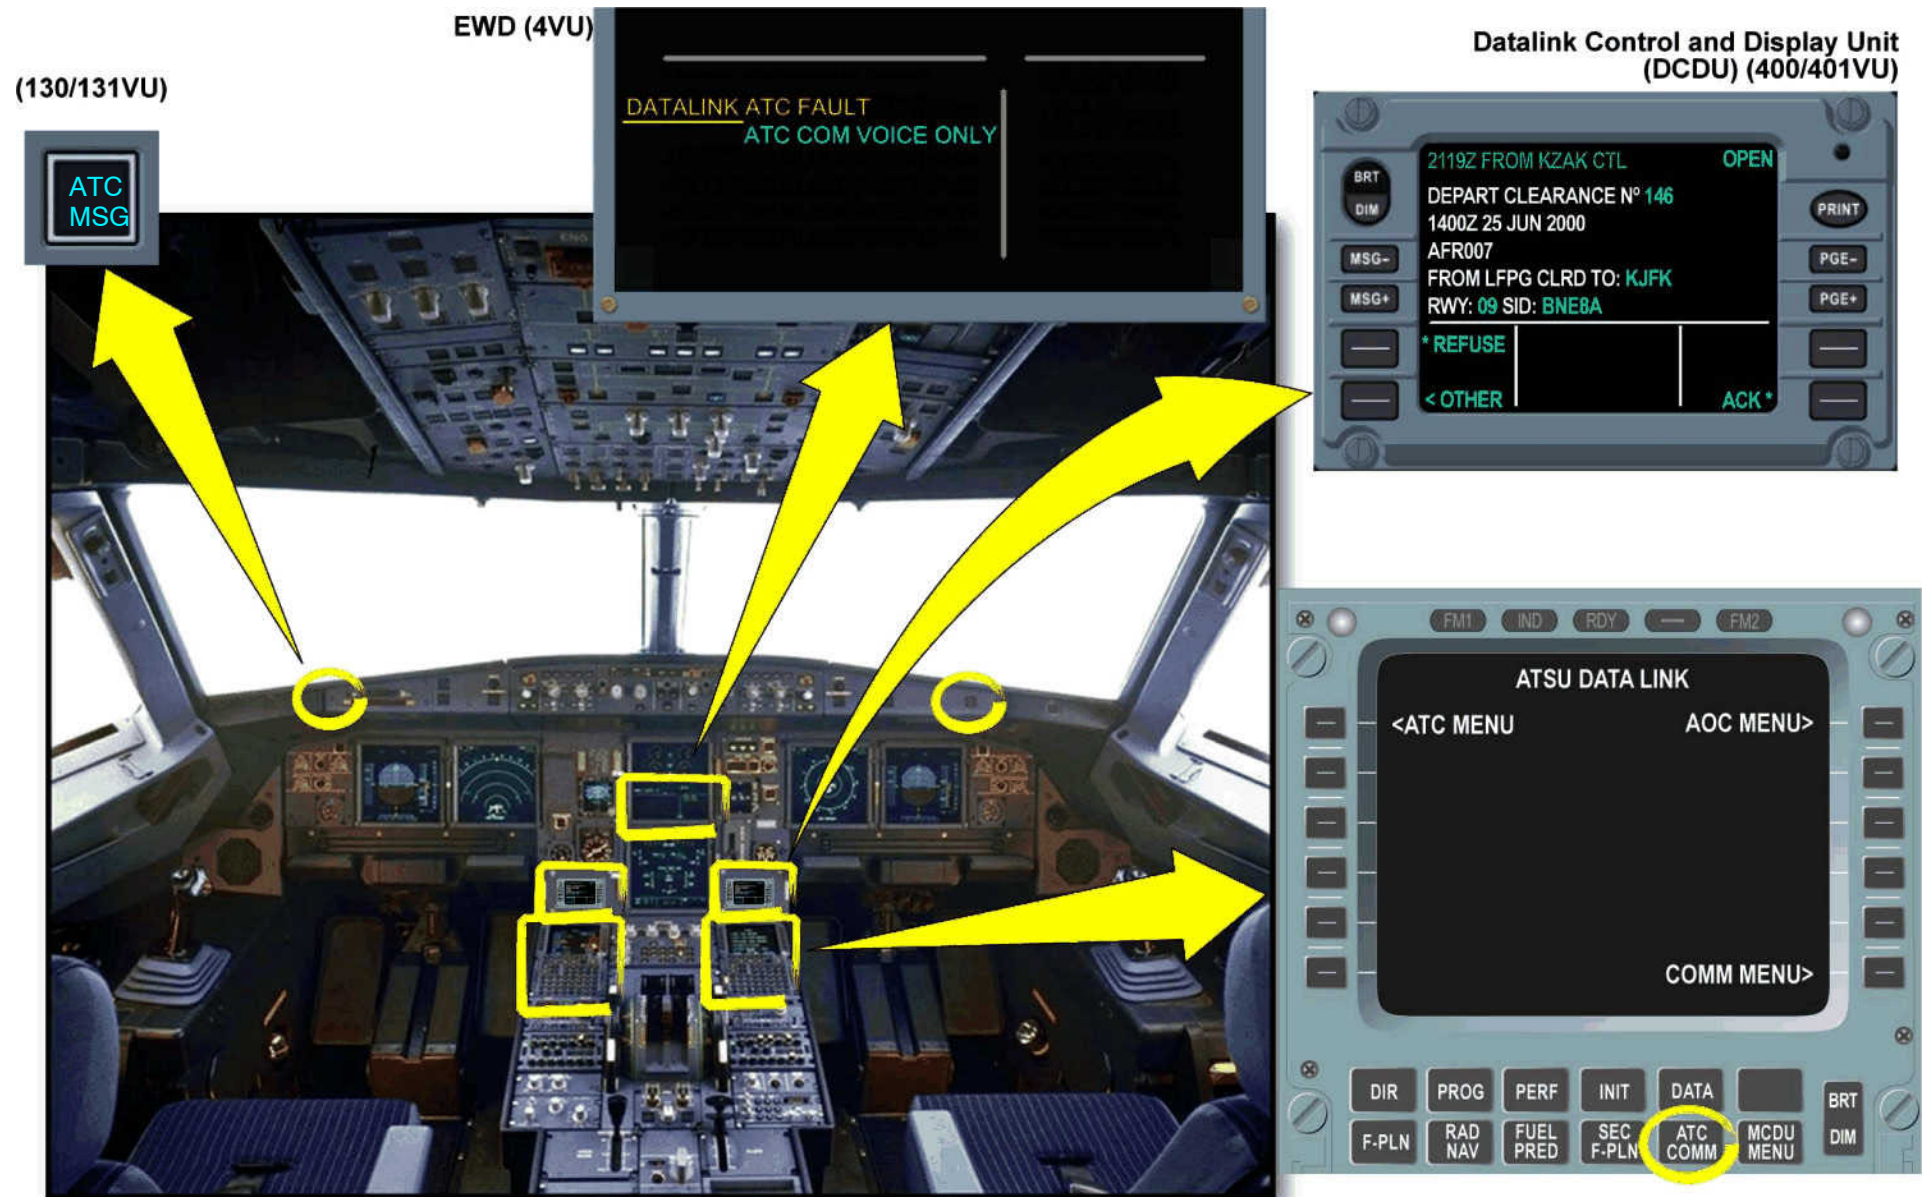 EWD (4VU)
(130/131VU)
ATC
MSG
DATALINK ATC FAULT
ATC COM VOICE ONLY
Datalink Control and Display Unit
(DCDU) (400/401VU)
BRT
DIM
MSG-
MSG+
2119Z FROM KZAK CTL OPEN
DEPART CLEARANCE Nº 146
1400Z 25 JUN 2000
AFR007
FROM LFPG CLRD TO: KJFK
RWY: 09 SID: BNE8A
* REFUSE
< OTHER ACK *
PRINT
PGE-
PGE+
FM1 IND RDY FM2
ATSU DATA LINK
<ATC MENU AOC MENU>
COMM MENU>
DIR PROG PERF INIT DATA
F-PLN RAD NAV FUEL PRED SEC F-PLN ATC COMM MCDU MENU
BRT
DIM